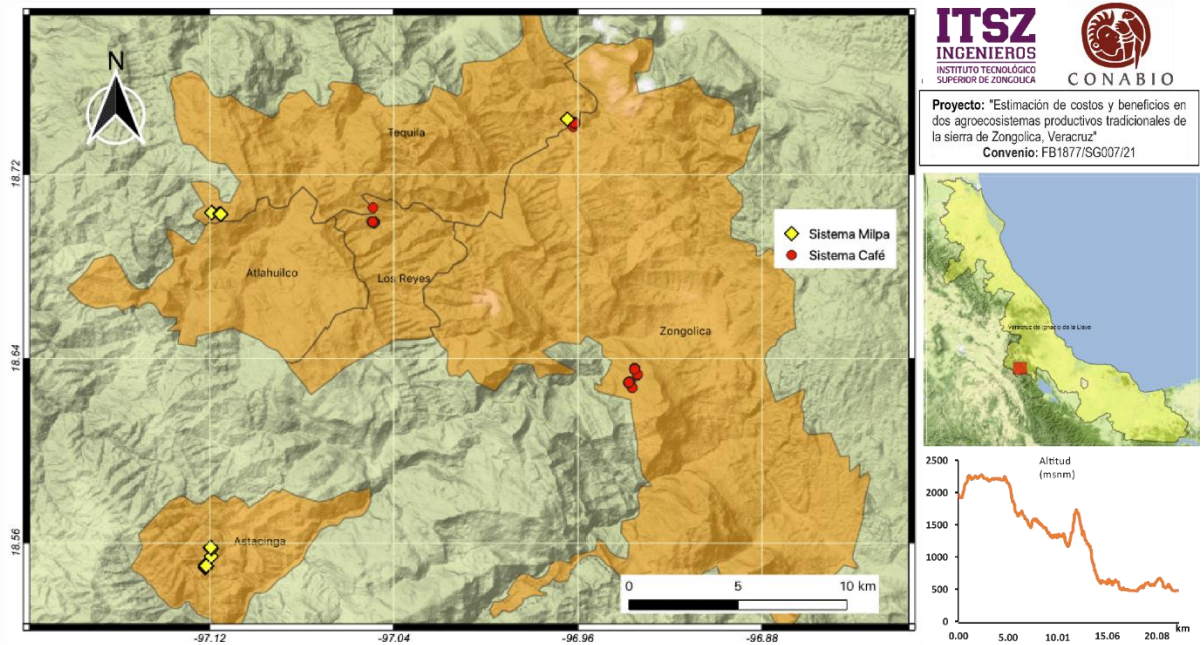 N
Tequila
Atlahuilco
Los Reyes
Zongolica
Astacinga
Sistema Milpa
Sistema Café
0 5 10 km
18.72
18.64
18.56
-97.12 -97.04 -96.96 -96.88
ITSZ
INGENIEROS
INSTITUTO TECNOLÓGICO
SUPERIOR DE ZONGOLICA
CONABIO
Proyecto: "Estimación de costos y beneficios en
dos agroecosistemas productivos tradicionales de
la sierra de Zongolica, Veracruz"
Convenio: FB1877/SG007/21
Veracruz de Ignacio de la Llave
Altitud
(msnm)
2500
2000
1500
1000
500
0
0.00 5.00 10.01 15.06 20.08 km